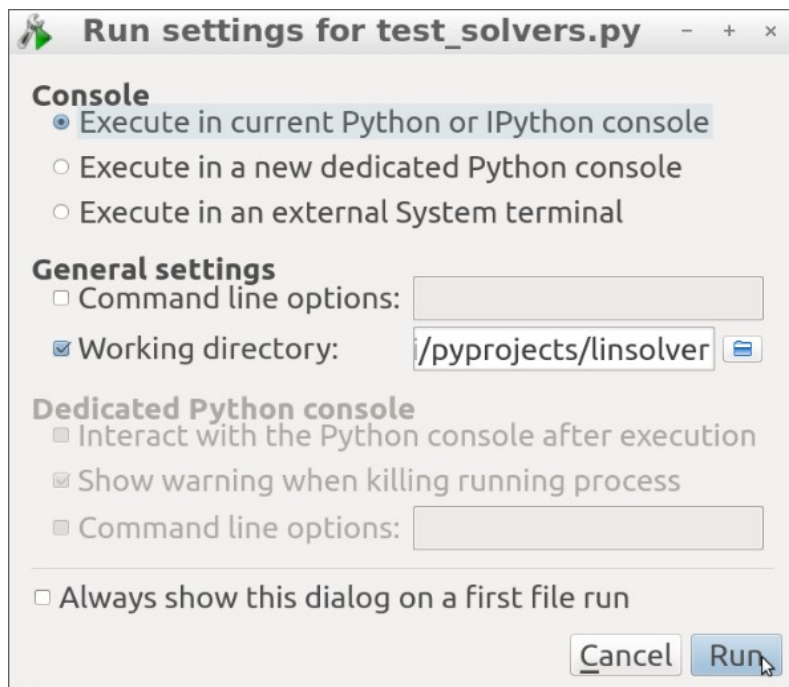 Run settings for test_solvers.py
Console
Execute in current Python or IPython console
Execute in a new dedicated Python console
Execute in an external System terminal
General settings
Command line options:
Working directory: /pyprojects/linsolver
Dedicated Python console
Interact with the Python console after execution
Show warning when killing running process
Command line options:
Always show this dialog on a first file run
Cancel Run